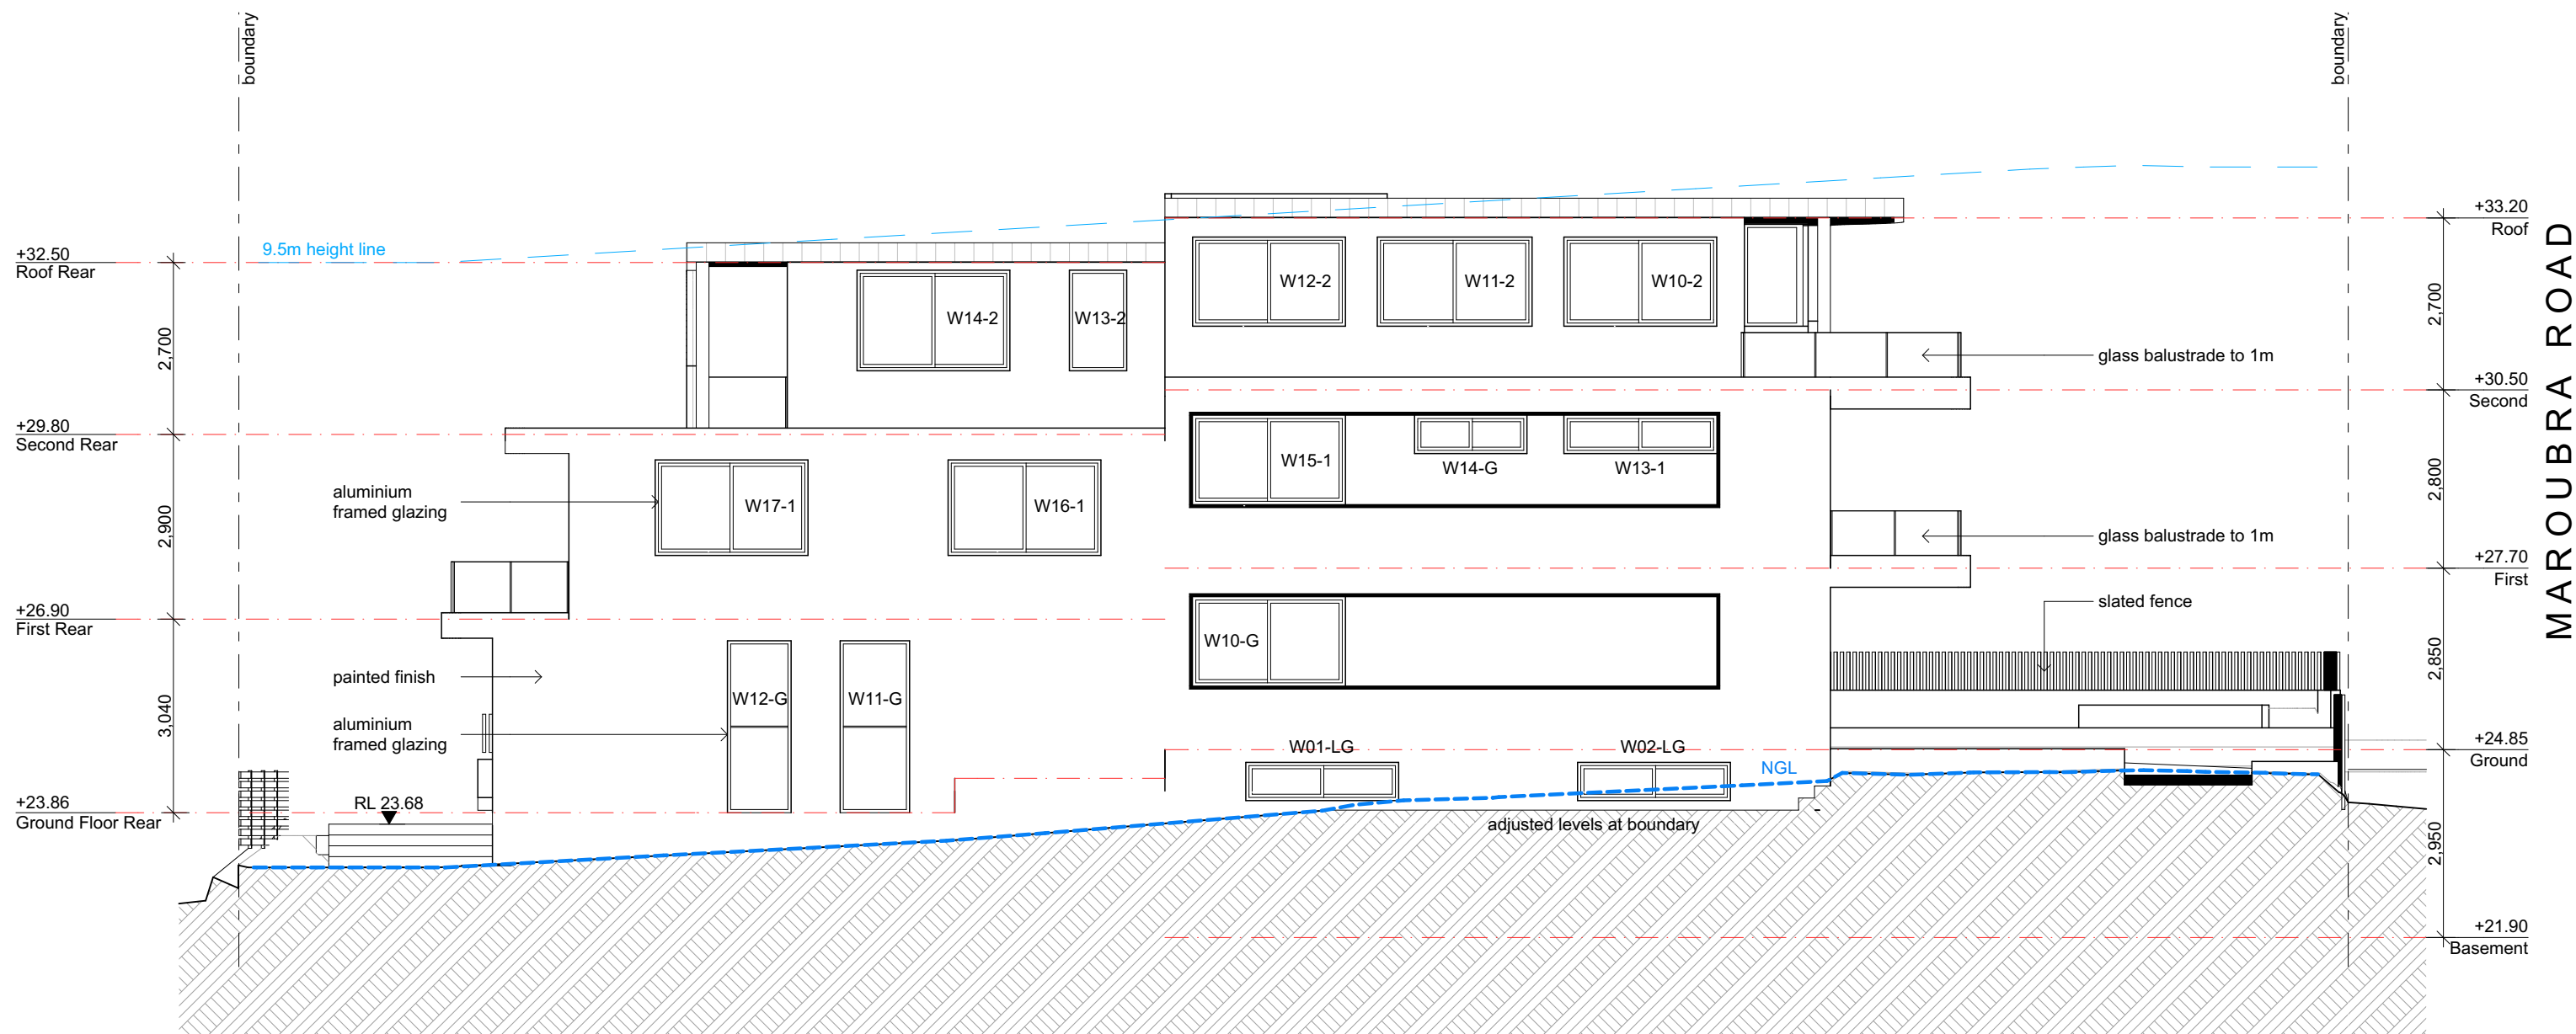 boundary
boundary
9.5m height line
+32.50
Roof Rear
+33.20
Roof
W12-2
W11-2
W10-2
W14-2
W13-2
2,700
2,700
glass balustrade to 1m
+30.50
Second
+29.80
Second Rear
W15-1
W14-G
W13-1
aluminium
framed glazing
W17-1
W16-1
2,900
2,800
glass balustrade to 1m
+27.70
First
+26.90
First Rear
slated fence
W10-G
painted finish
W12-G
W11-G
3,040
2,850
aluminium
framed glazing
W01-LG
W02-LG
NGL
+24.85
Ground
+23.86
Ground Floor Rear
RL 23.68
adjusted levels at boundary
2,950
+21.90
Basement
MAROUBRA ROAD